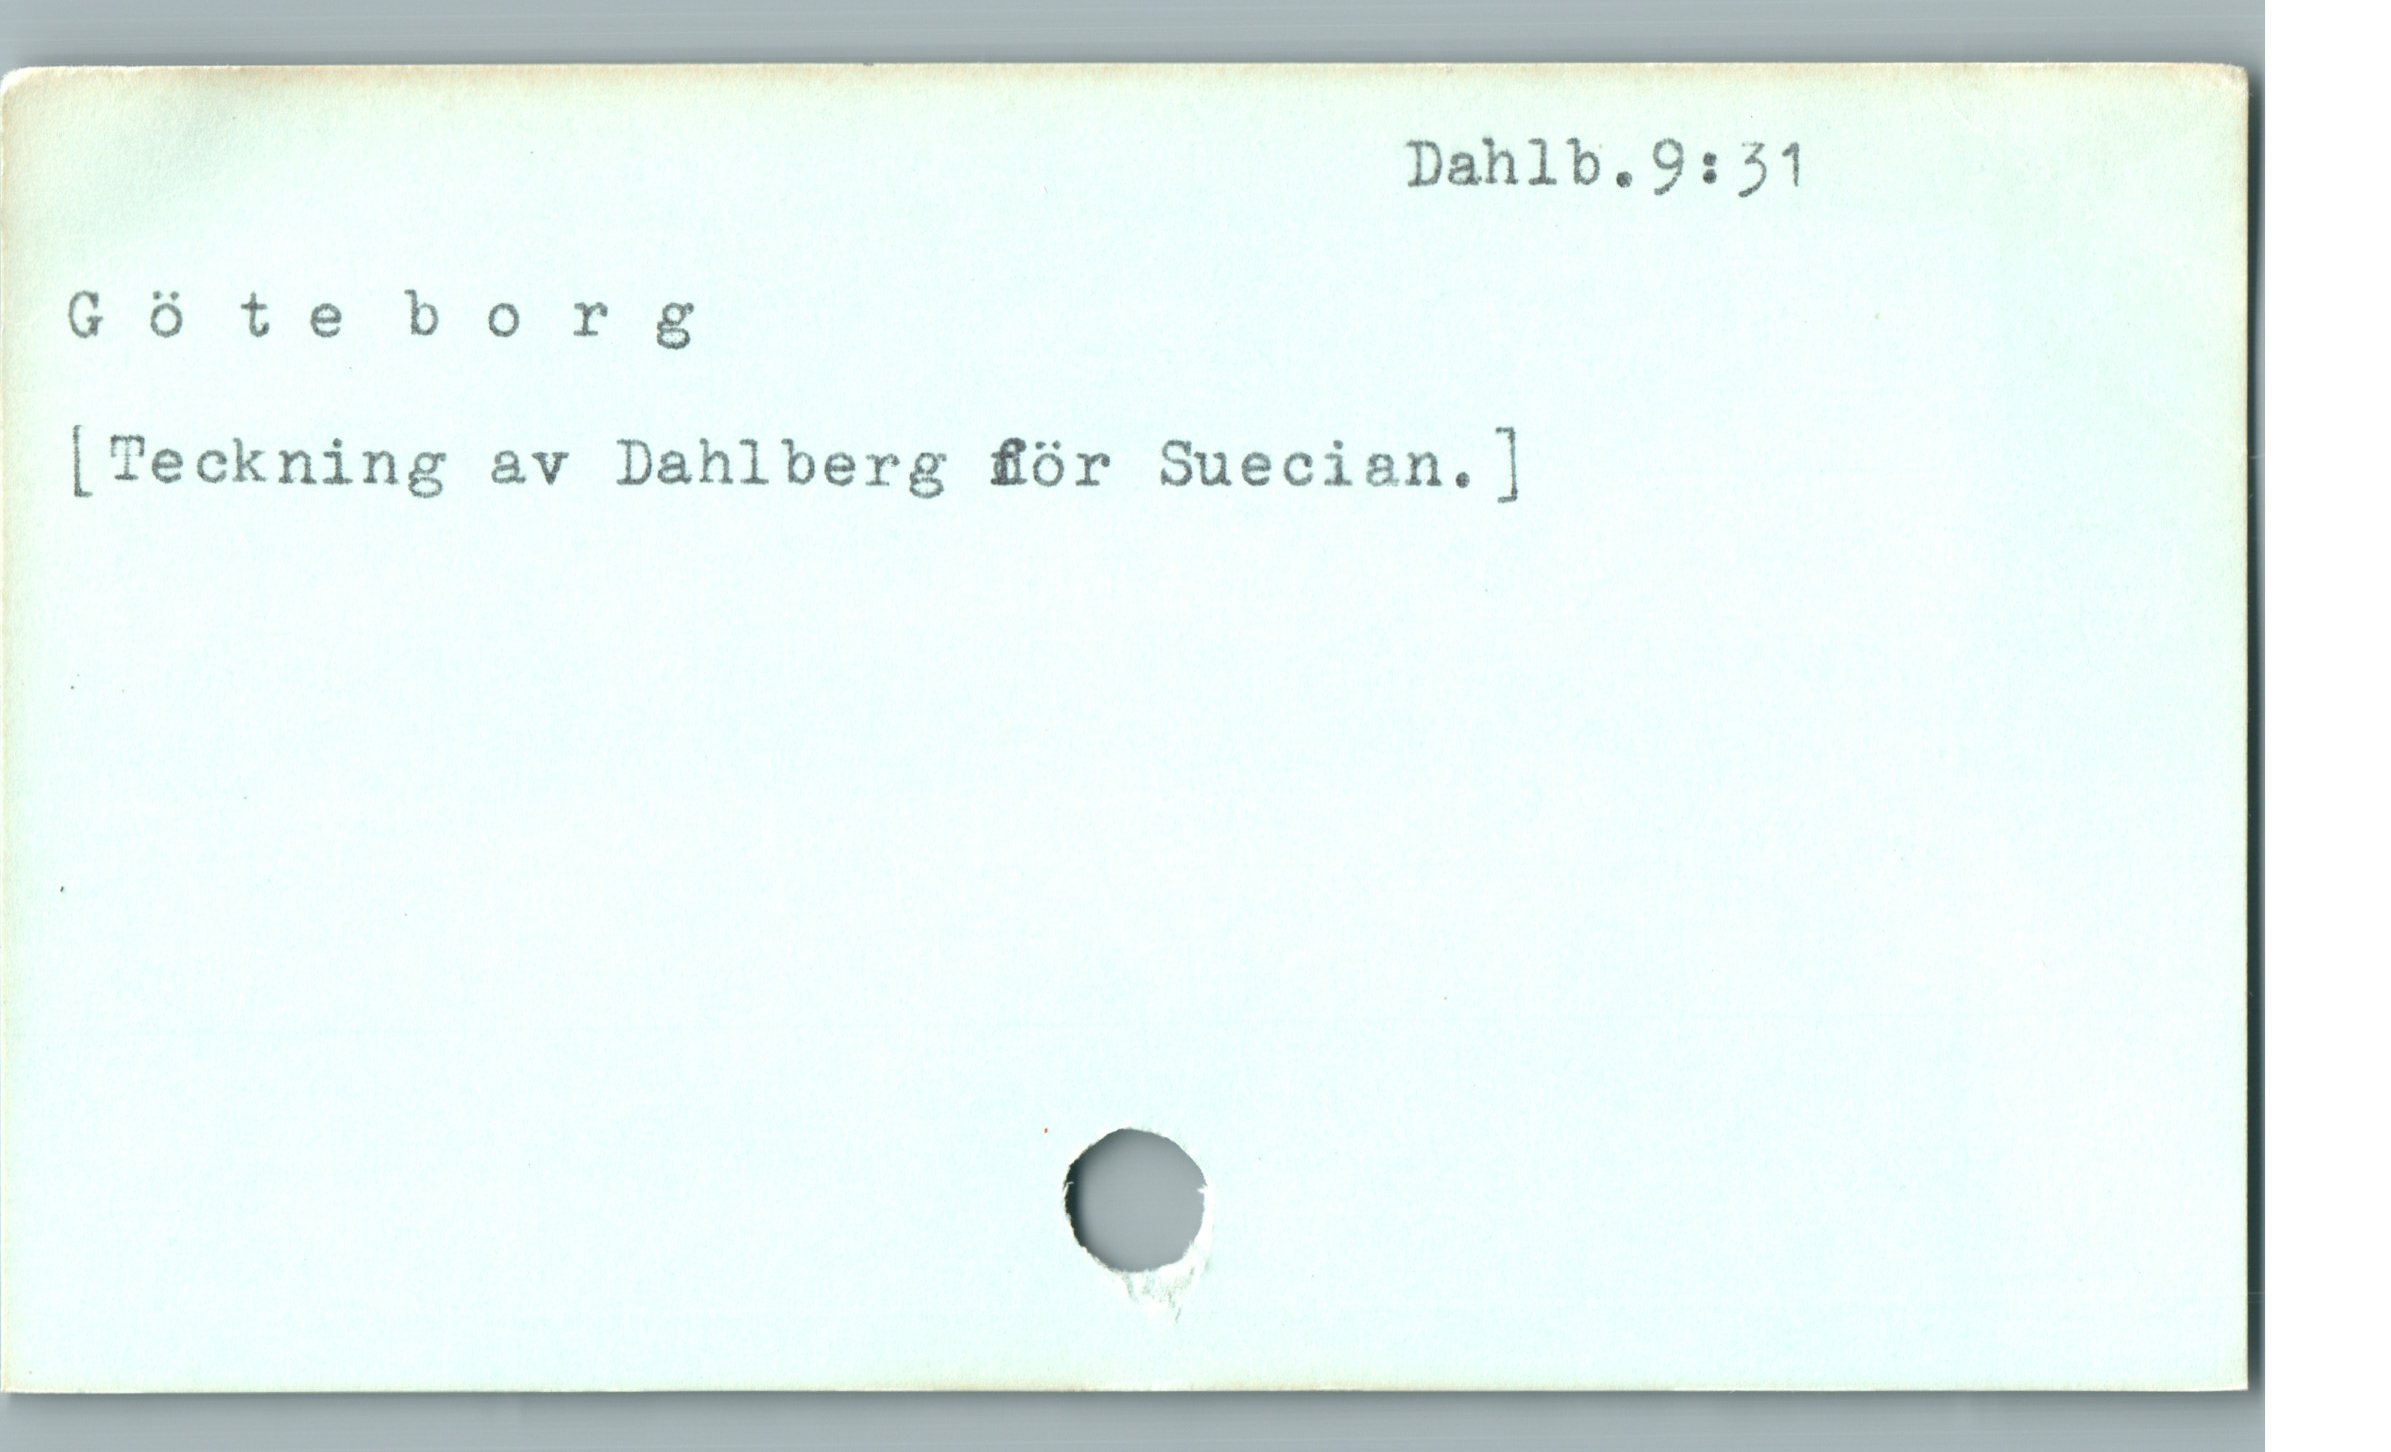 Dahlb.9:31
G ö t e b o r g
[Teckning av Dahlberg för Suecian.]